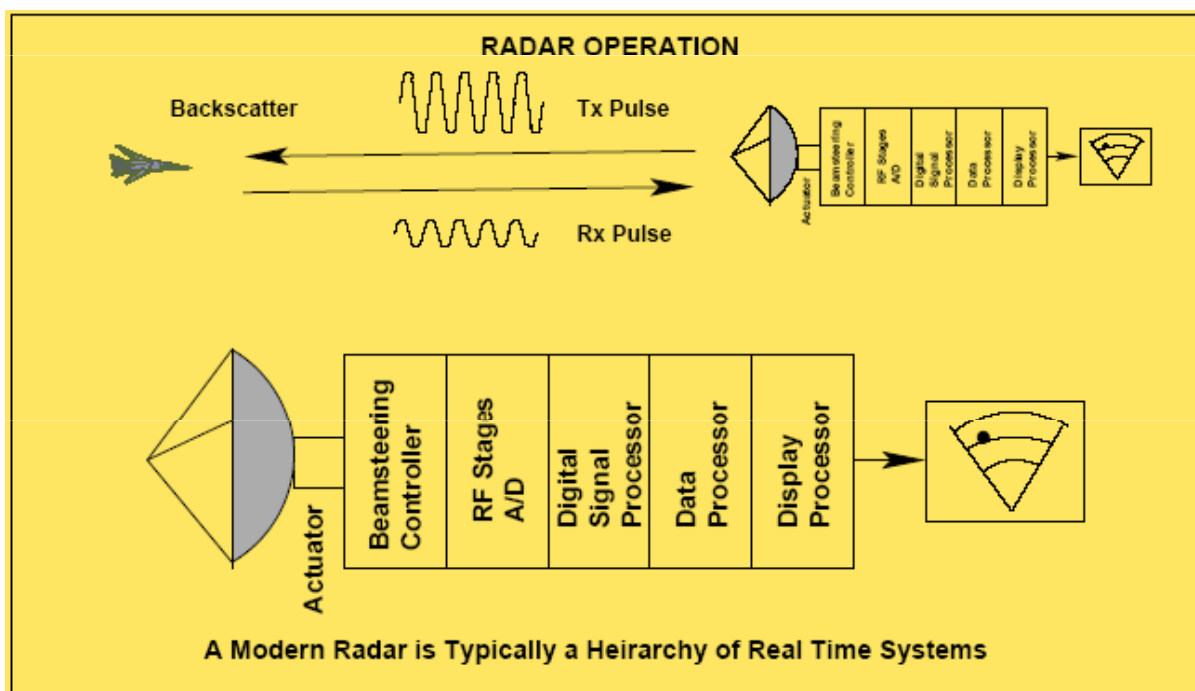 RADAR OPERATION
Backscatter
Tx Pulse
Rx Pulse
Actuator
Beamsteering
Controller
RF Stages
A/D
Digital
Signal
Processor
Data
Processor
Display
Processor
Actuator
Beamsteering
Controller
RF Stages
A/D
Digital
Signal
Processor
Data
Processor
Display
Processor
A Modern Radar is Typically a Heirarchy of Real Time Systems